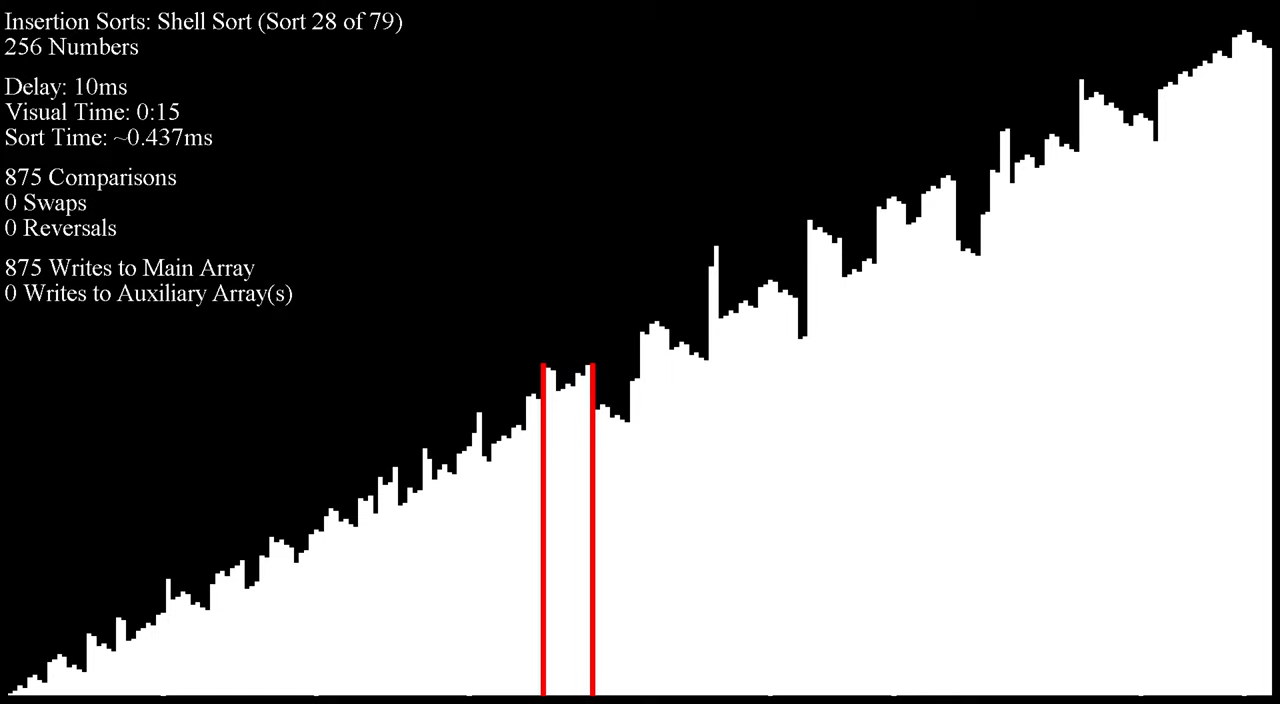 Insertion Sorts: Shell Sort (Sort 28 of 79)
256 Numbers
Delay: 10ms
Visual Time: 0:15
Sort Time: ~0.437ms
875 Comparisons
0 Swaps
0 Reversals
875 Writes to Main Array
0 Writes to Auxiliary Array(s)